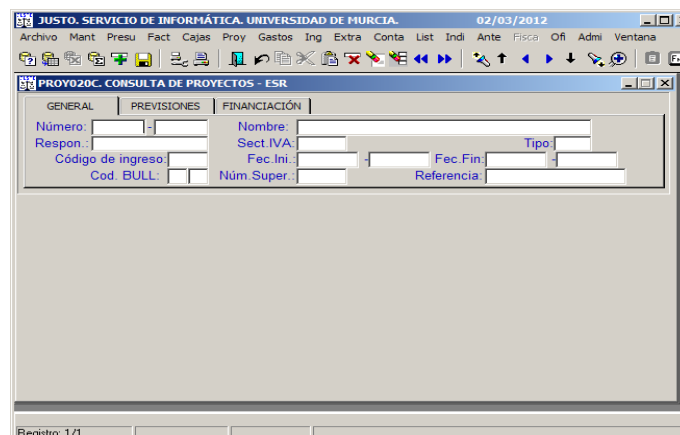 JUSTO. SERVICIO DE INFORMÁTICA. UNIVERSIDAD DE MURCIA. 02/03/2012
Archivo Mant Presu Fact Cajas Proy Gastos Ing Extra Conta List Indi Ante Fisca Ofi Admi Ventana
PROY020C. CONSULTA DE PROYECTOS - ESR
GENERAL PREVISIONES FINANCIACIÓN
Número: - Nombre:
Respon.: Sect.IVA: Tipo:
Código de ingreso: Fec.Ini.: - Fec.Fin: -
Cod. BULL: Núm.Super.: Referencia:
Registro: 1/1